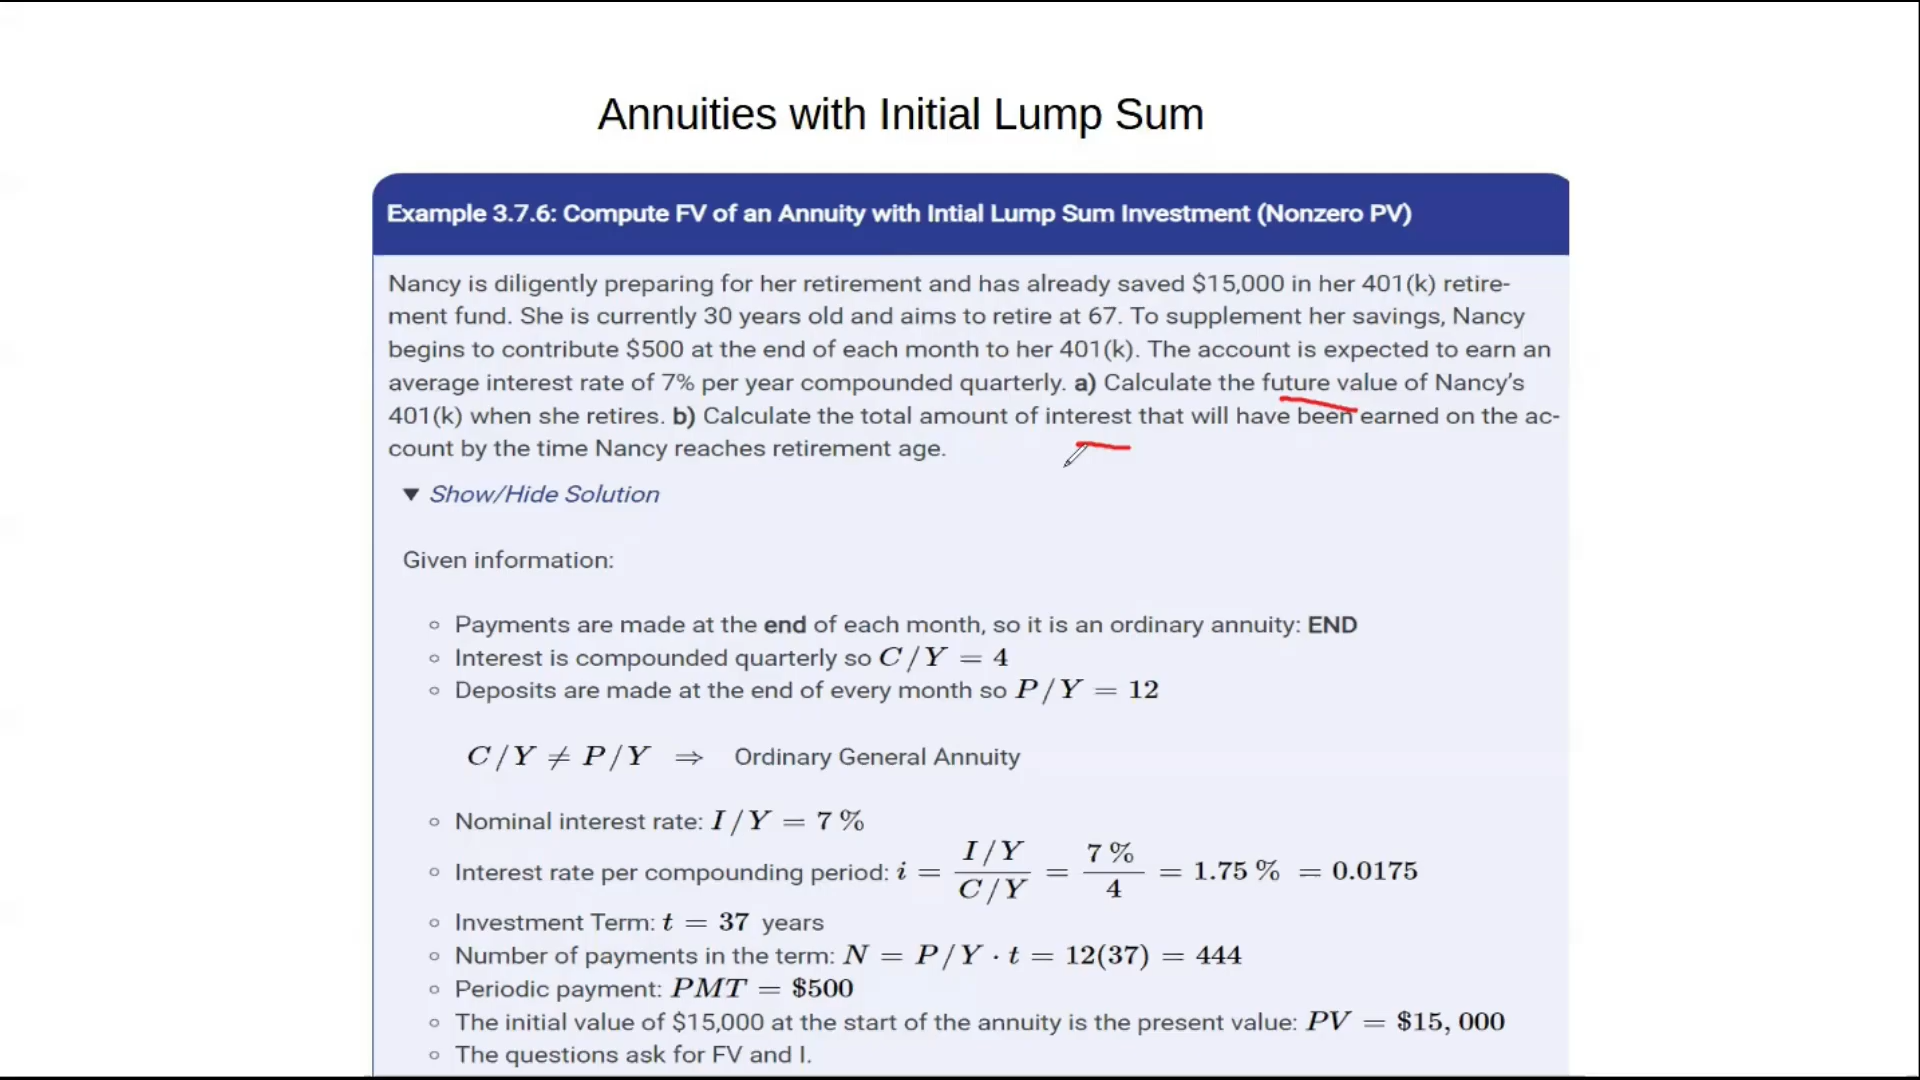 Annuities with Initial Lump Sum
Example 3.7.6: Compute FV of an Annuity with Intial Lump Sum Investment (Nonzero PV)
Nancy is diligently preparing for her retirement and has already saved $15,000 in her 401(k) retire-
ment fund. She is currently 30 years old and aims to retire at 67. To supplement her savings, Nancy
begins to contribute $500 at the end of each month to her 401(k). The account is expected to earn an
average interest rate of 7% per year compounded quarterly. a) Calculate the future value of Nancy's
401(k) when she retires. b) Calculate the total amount of interest that will have been earned on the ac-
count by the time Nancy reaches retirement age.
▼ Show/Hide Solution
Given information:
◦ Payments are made at the end of each month, so it is an ordinary annuity: END
◦ Interest is compounded quarterly so C/Y = 4
◦ Deposits are made at the end of every month so P/Y = 12
C/Y ≠ P/Y ⇒ Ordinary General Annuity
◦ Nominal interest rate: I/Y = 7 %
◦ Interest rate per compounding period: i = I/Y / C/Y = 7 % / 4 = 1.75 % = 0.0175
◦ Investment Term: t = 37 years
◦ Number of payments in the term: N = P/Y · t = 12(37) = 444
◦ Periodic payment: PMT = $500
◦ The initial value of $15,000 at the start of the annuity is the present value: PV = $15, 000
◦ The questions ask for FV and I.